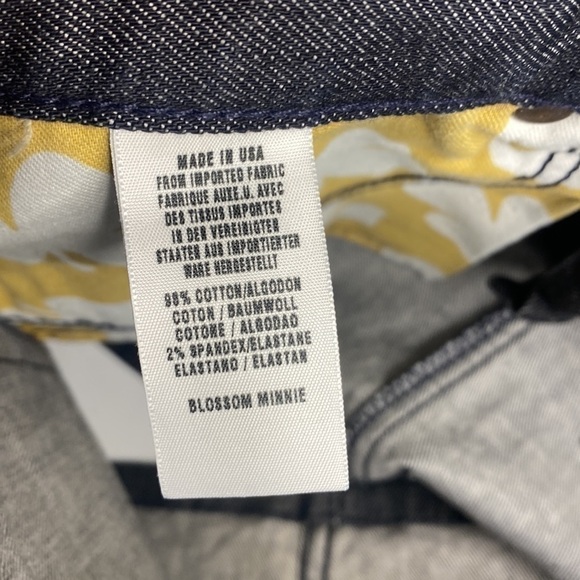 MADE IN USA
FROM IMPORTED FABRIC
FABRIQUE AUXE.U. AVEC
DES TISSUS IMPORTES
IN DER VEREINIGTEN
STAATEN AUS IMPORTIERTER
WARE HERGESTELLT
98% COTTON/ALGODON
COTON / BAUMWOLL
COTONE / ALGODAO
2% SPANDEX/ELASTANE
ELASTANO / ELASTAN
BLOSSOM MINNIE